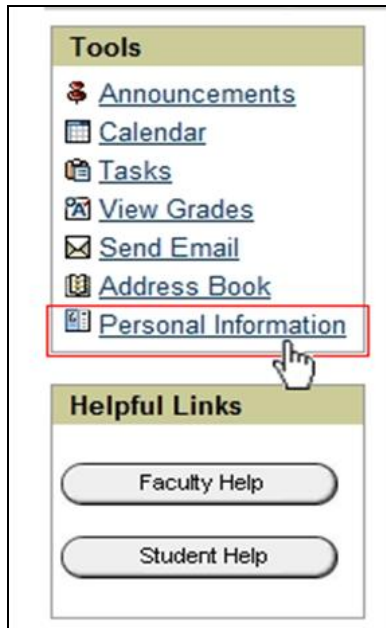 Tools
Announcements
Calendar
Tasks
View Grades
Send Email
Address Book
Personal Information
Helpful Links
Faculty Help
Student Help